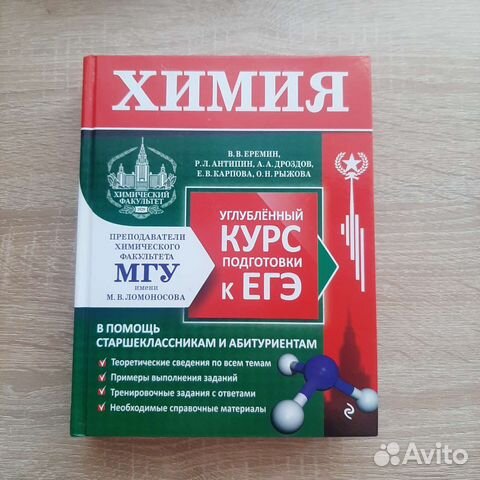 ХИМИЯ
В. В. ЕРЕМИН,
Р. Л. АНТИПИН, А. А. ДРОЗДОВ,
Е. В. КАРПОВА, О. Н. РЫЖОВА
ХИМИЧЕСКИЙ
ФАКУЛЬТЕТ
ПРЕПОДАВАТЕЛИ
ХИМИЧЕСКОГО
ФАКУЛЬТЕТА
МГУ
ИМЕНИ
М. В. ЛОМОНОСОВА
УГЛУБЛЁННЫЙ
КУРС
ПОДГОТОВКИ
К ЕГЭ
В ПОМОЩЬ
СТАРШЕКЛАССНИКАМ И АБИТУРИЕНТАМ
Теоретические сведения по всем темам
Примеры выполнения заданий
Тренировочные задания с ответами
Необходимые справочные материалы
Avito